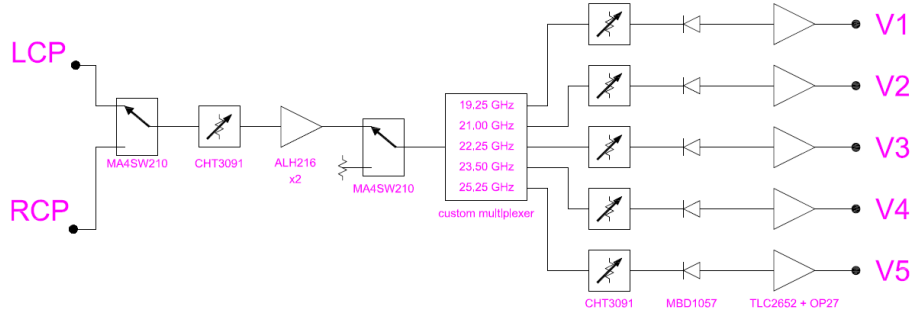 LCP
RCP
MA4SW210
CHT3091
ALH216
x2
MA4SW210
19.25 GHz
21.00 GHz
22.25 GHz
23.50 GHz
25.25 GHz
custom multiplexer
V1
V2
V3
V4
V5
CHT3091
MBD1057
TLC2652 + OP27